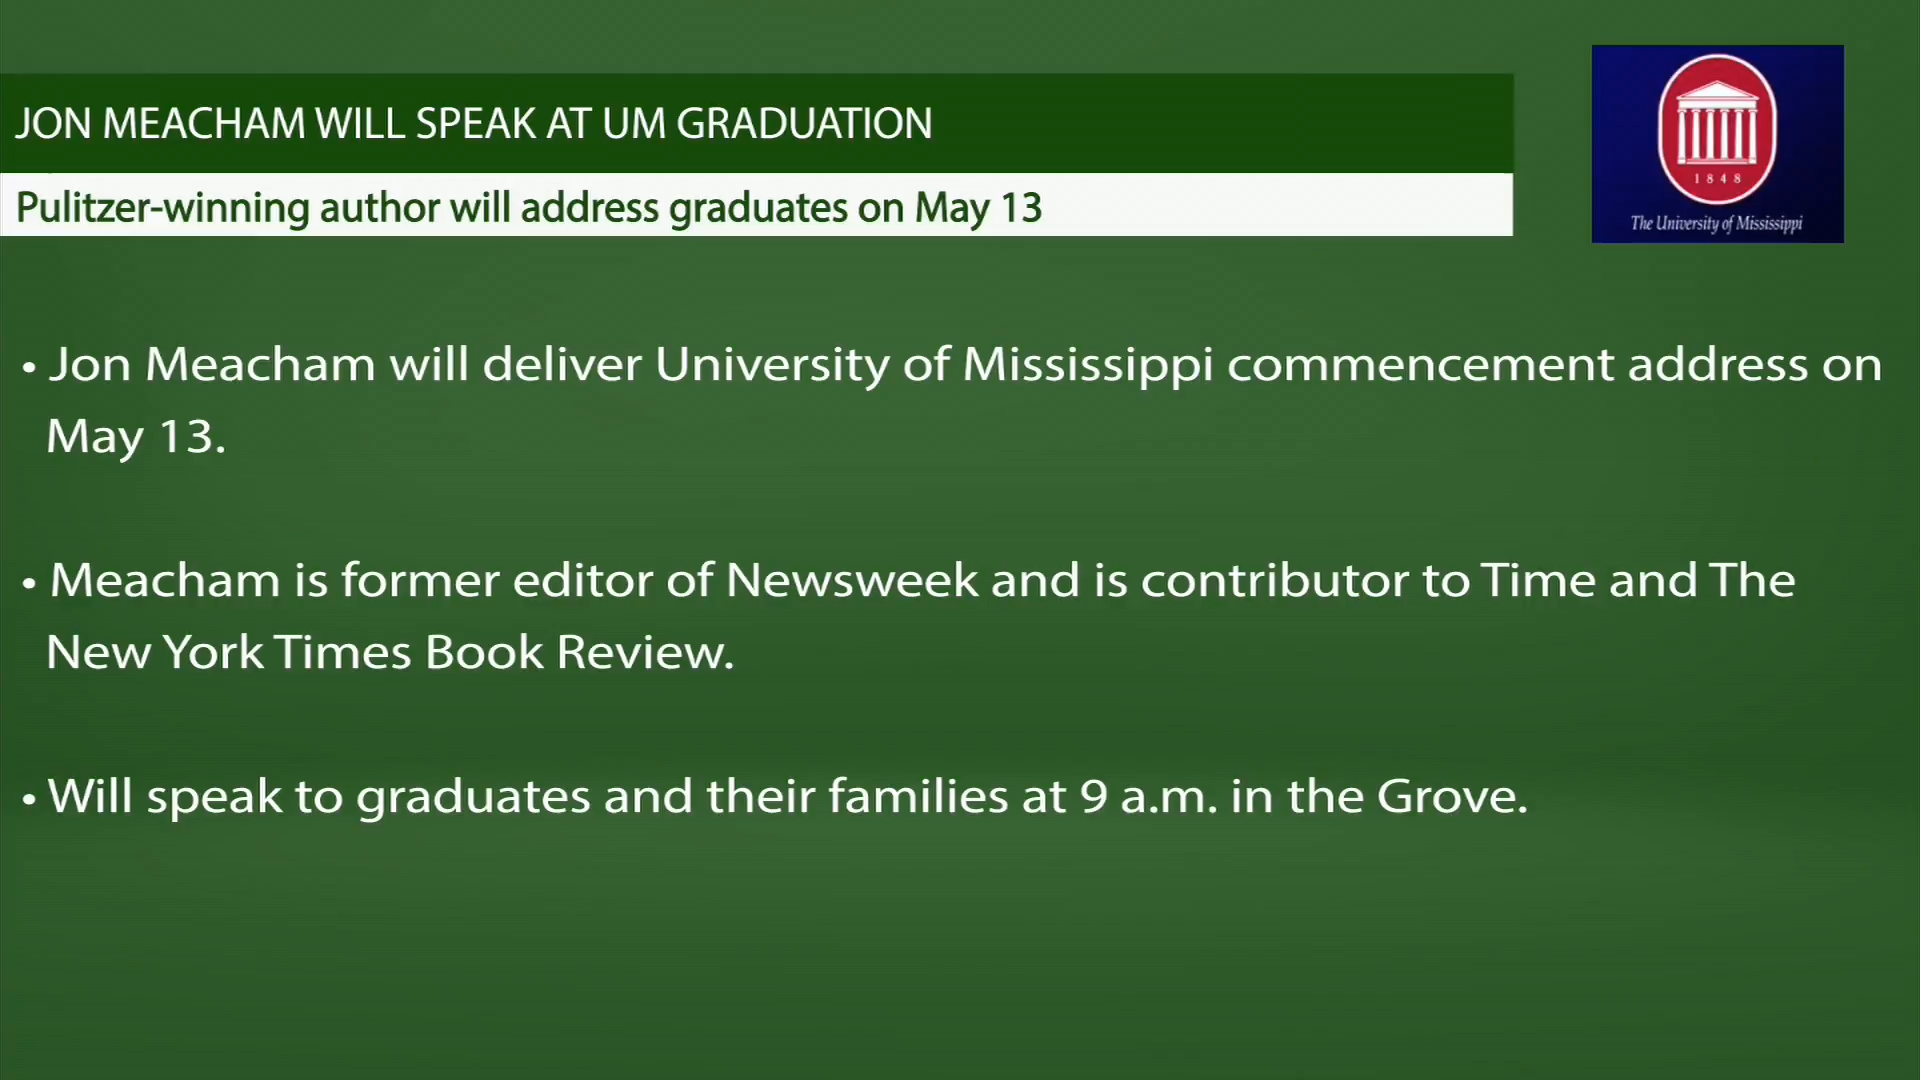 JON MEACHAM WILL SPEAK AT UM GRADUATION
Pulitzer-winning author will address graduates on May 13
1848
The University of Mississippi
• Jon Meacham will deliver University of Mississippi commencement address on
May 13.
• Meacham is former editor of Newsweek and is contributor to Time and The
New York Times Book Review.
• Will speak to graduates and their families at 9 a.m. in the Grove.